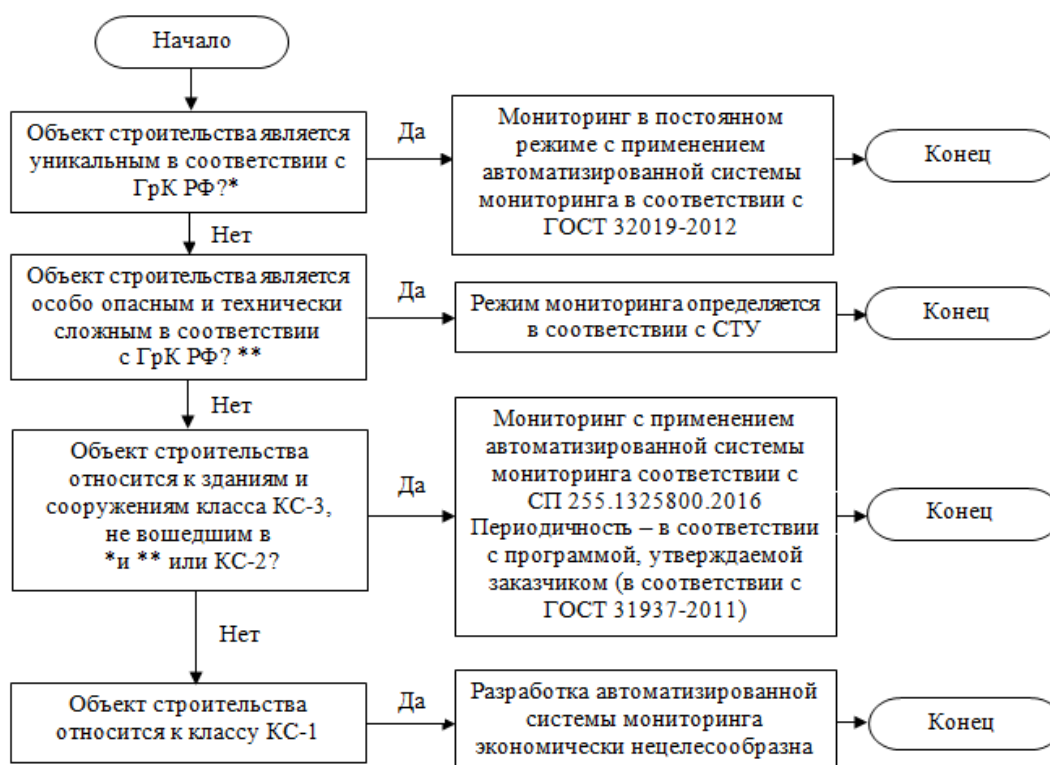 Начало
Объект строительства является
уникальным в соответствии с
ГрК РФ?*
Да
Мониторинг в постоянном
режиме с применением
автоматизированной системы
мониторинга в соответствии с
ГОСТ 32019-2012
Конец
Нет
Объект строительства является
особо опасным и технически
сложным в соответствии
с ГрК РФ? **
Да
Режим мониторинга определяется
в соответствии с СТУ
Конец
Нет
Объект строительства
относится к зданиям и
сооружениям класса КС-3,
не вошедшим в
*и ** или КС-2?
Да
Мониторинг с применением
автоматизированной системы
мониторинга соответствии с
СП 255.1325800.2016
Периодичность – в соответствии
с программой, утверждаемой
заказчиком (в соответствии с
ГОСТ 31937-2011)
Конец
Нет
Объект строительства
относится к классу КС-1
Да
Разработка автоматизированной
системы мониторинга
экономически нецелесообразна
Конец